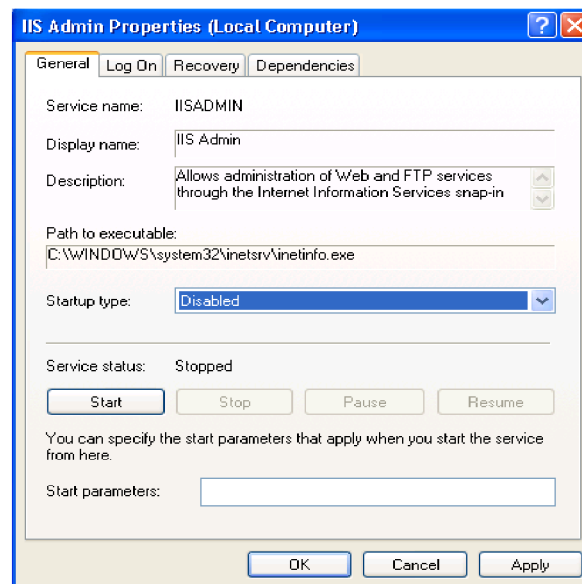 IIS Admin Properties (Local Computer)
General Log On Recovery Dependencies
Service name: IISADMIN
Display name: IIS Admin
Description: Allows administration of Web and FTP services
through the Internet Information Services snap-in
Path to executable:
C:\WINDOWS\system32\inetsrv\inetinfo.exe
Startup type: Disabled
Service status: Stopped
Start Stop Pause Resume
You can specify the start parameters that apply when you start the service
from here.
Start parameters:
OK Cancel Apply